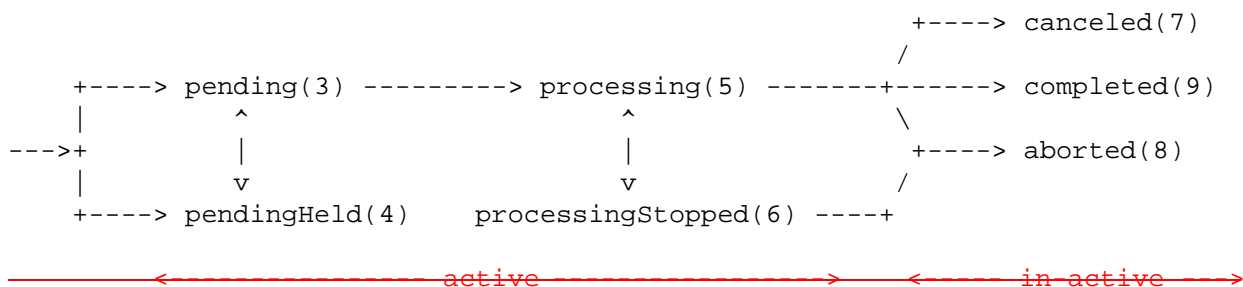 +----> canceled(7)
/
+----> pending(3) ---------> processing(5) -------+------> completed(9)
| ^ ^ \
--->+ | | +----> aborted(8)
| v v /
+----> pendingHeld(4) processingStopped(6) ----+
<---------------- active ------------------> <----- in-active --->